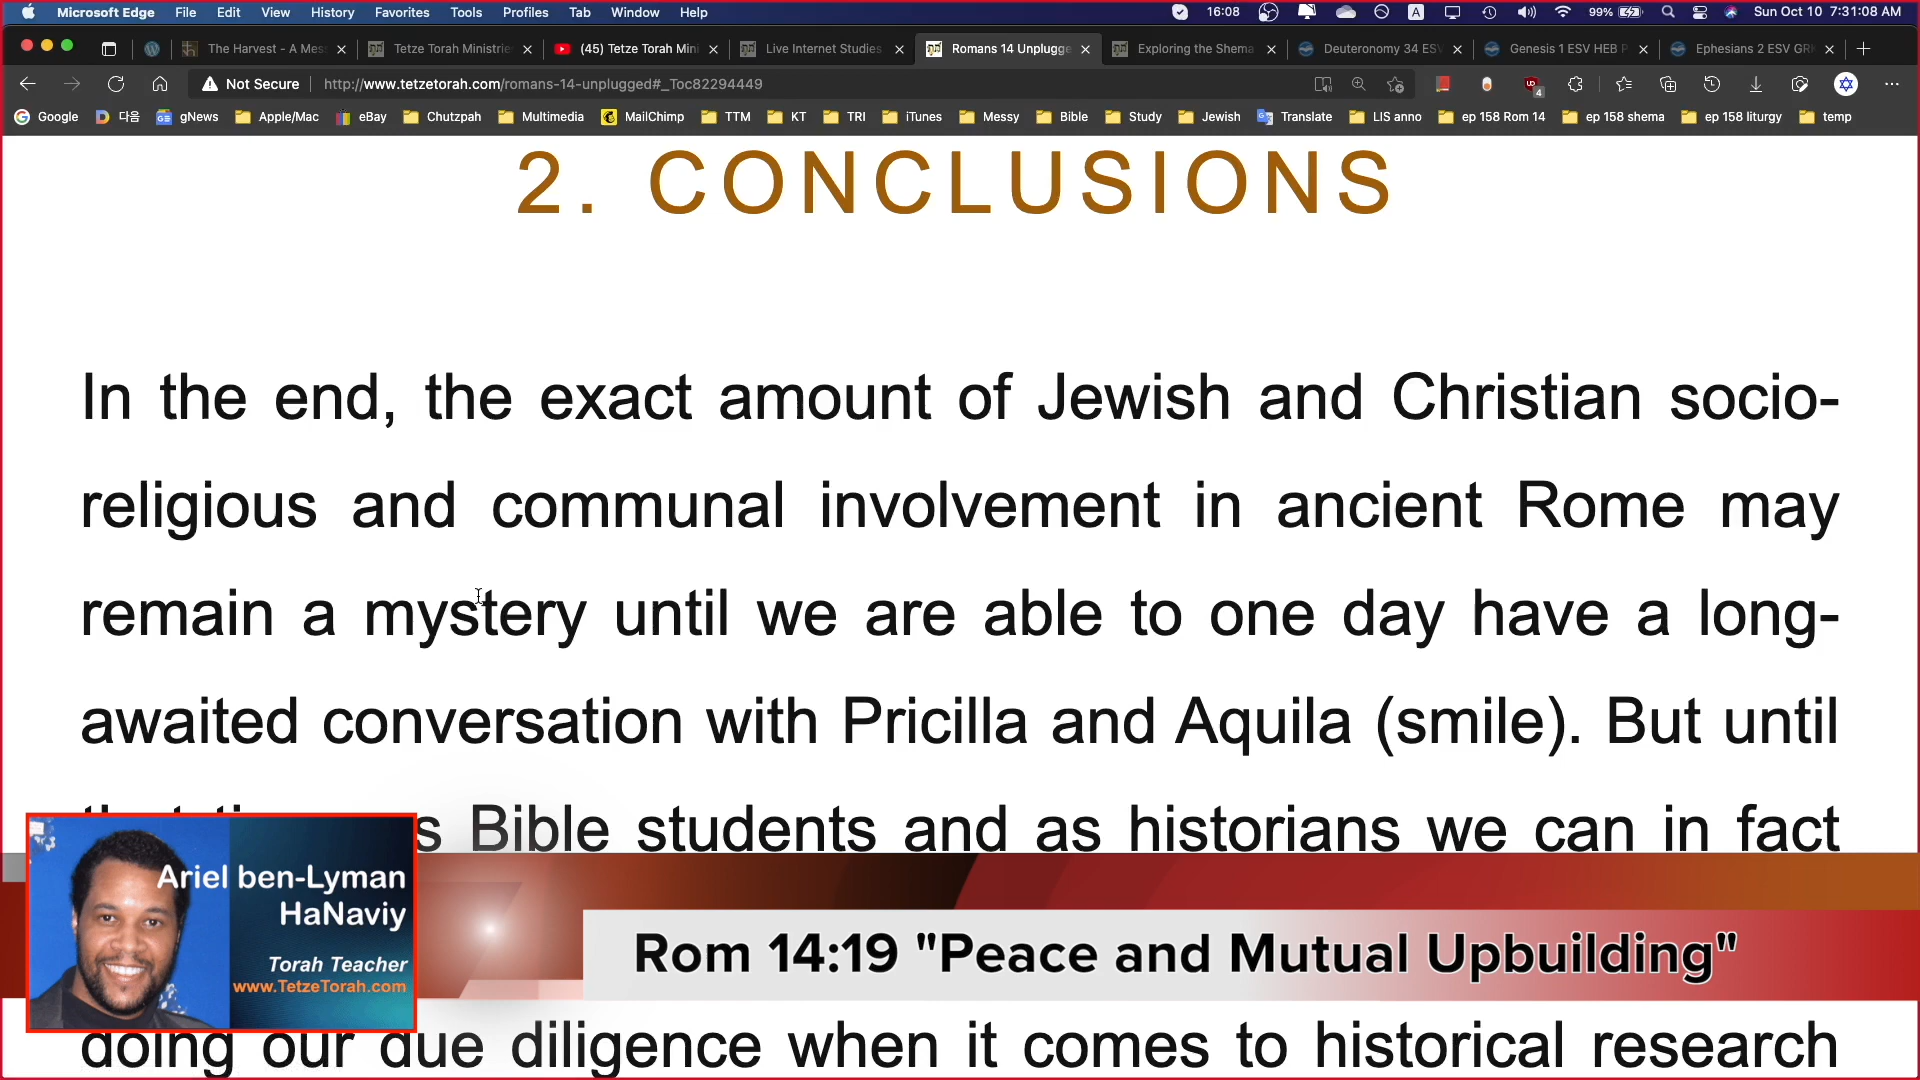 Microsoft Edge File Edit View History Favorites Tools Profiles Tab Window Help 16:08 A 99% Sun Oct 10 7:31:08 AM
The Harvest - A Mes Tetze Torah Ministrie (45) Tetze Torah Mini Live Internet Studies Romans 14 Unplugge Exploring the Shema Deuteronomy 34 ESV Genesis 1 ESV HEB P Ephesians 2 ESV GRK
Not Secure http://www.tetzetorah.com/romans-14-unplugged#_Toc82294449 4
Google 다음 gNews Apple/Mac eBay Chutzpah Multimedia MailChimp TTM KT TRI iTunes Messy Bible Study Jewish Translate LIS anno ep 158 Rom 14 ep 158 shema ep 158 liturgy temp
2. CONCLUSIONS
In the end, the exact amount of Jewish and Christian socio-
religious and communal involvement in ancient Rome may
remain a mystery until we are able to one day have a long-
awaited conversation with Pricilla and Aquila (smile). But until
Bible students and as historians we can in fact
Ariel ben-Lyman
HaNaviy
Torah Teacher
www.TetzeTorah.com
Rom 14:19 "Peace and Mutual Upbuilding"
doing our due diligence when it comes to historical research